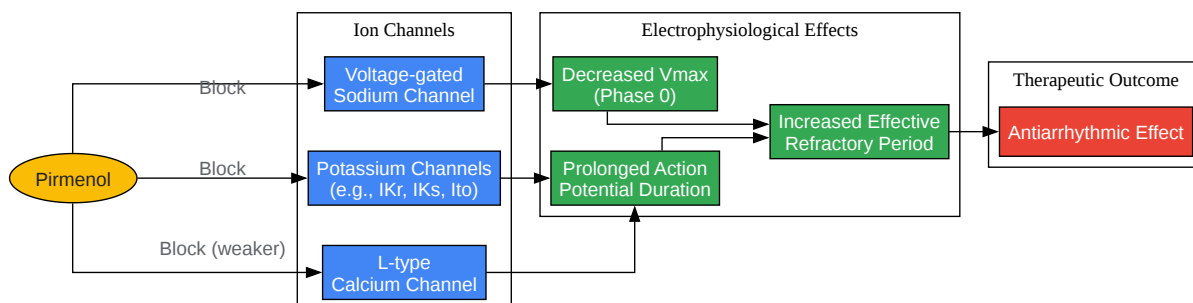 Ion Channels
Electrophysiological Effects
Therapeutic Outcome
Pirmenol
Block
Block
Block (weaker)
Voltage-gated
Sodium Channel
Potassium Channels
(e.g., IKr, IKs, Ito)
L-type
Calcium Channel
Decreased Vmax
(Phase 0)
Prolonged Action
Potential Duration
Increased Effective
Refractory Period
Antiarrhythmic Effect